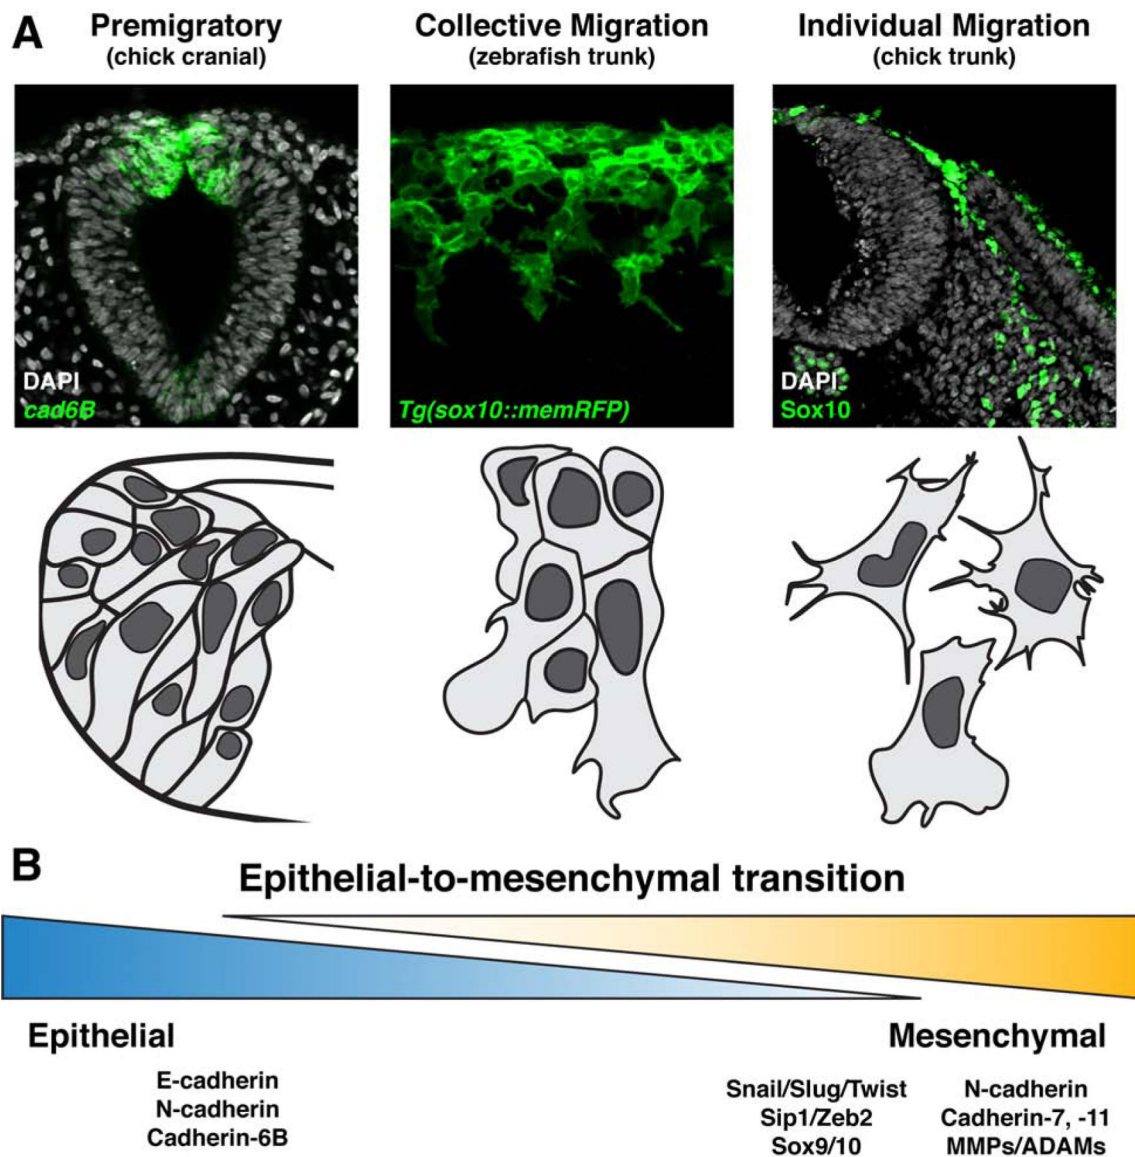 A
Premigratory
(chick cranial)
Collective Migration
(zebrafish trunk)
Individual Migration
(chick trunk)
DAPI
cad6B
Tg(sox10::memRFP)
DAPI
Sox10
B
Epithelial-to-mesenchymal transition
Epithelial
Mesenchymal
E-cadherin
N-cadherin
Cadherin-6B
Snail/Slug/Twist
Sip1/Zeb2
Sox9/10
N-cadherin
Cadherin-7, -11
MMPs/ADAMs